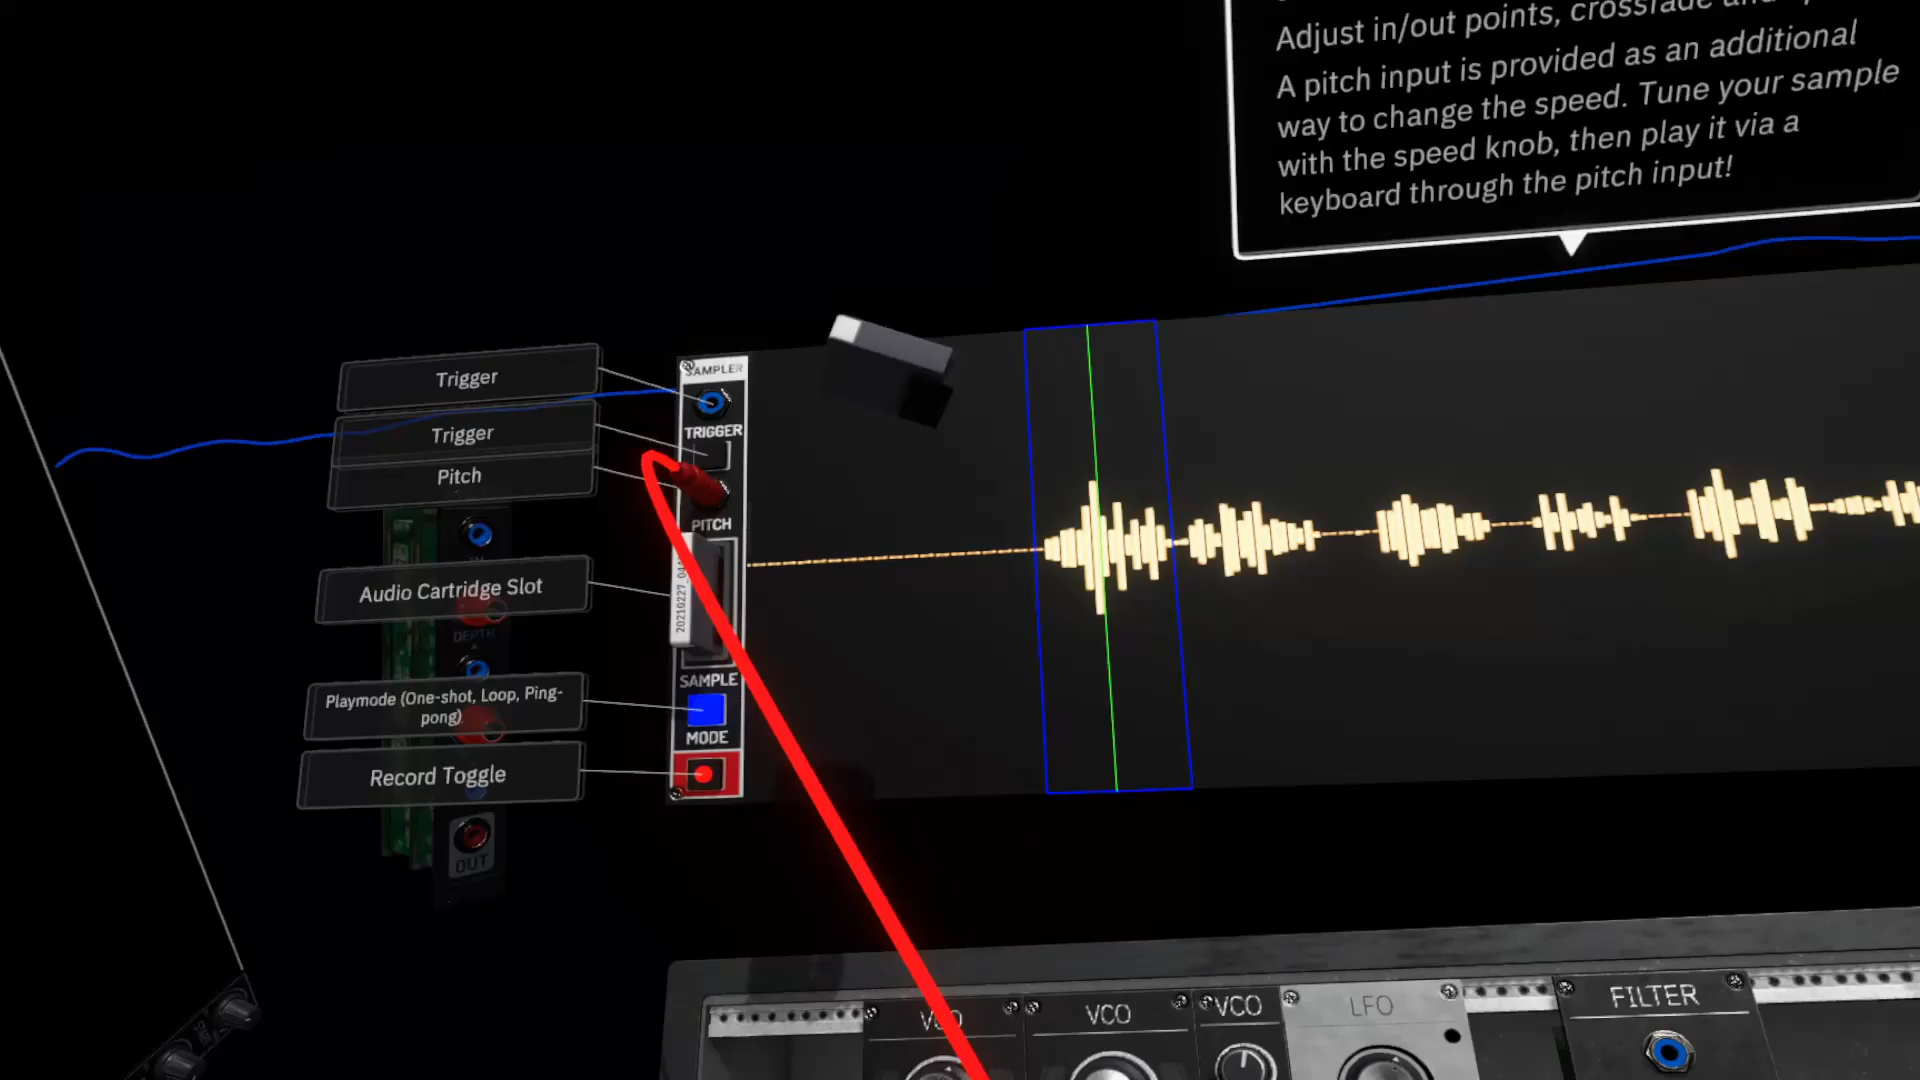 Adjust in/out points, crossfade and
A pitch input is provided as an additional
way to change the speed. Tune your sample
with the speed knob, then play it via a
keyboard through the pitch input!
Trigger
Trigger
Pitch
Audio Cartridge Slot
Playmode (One-shot, Loop, Ping-
pong)
Record Toggle
SAMPLER
TRIGGER
PITCH
SAMPLE
MODE
DEPTH
OUT
VCO
VCO
VCO
LFO
FILTER